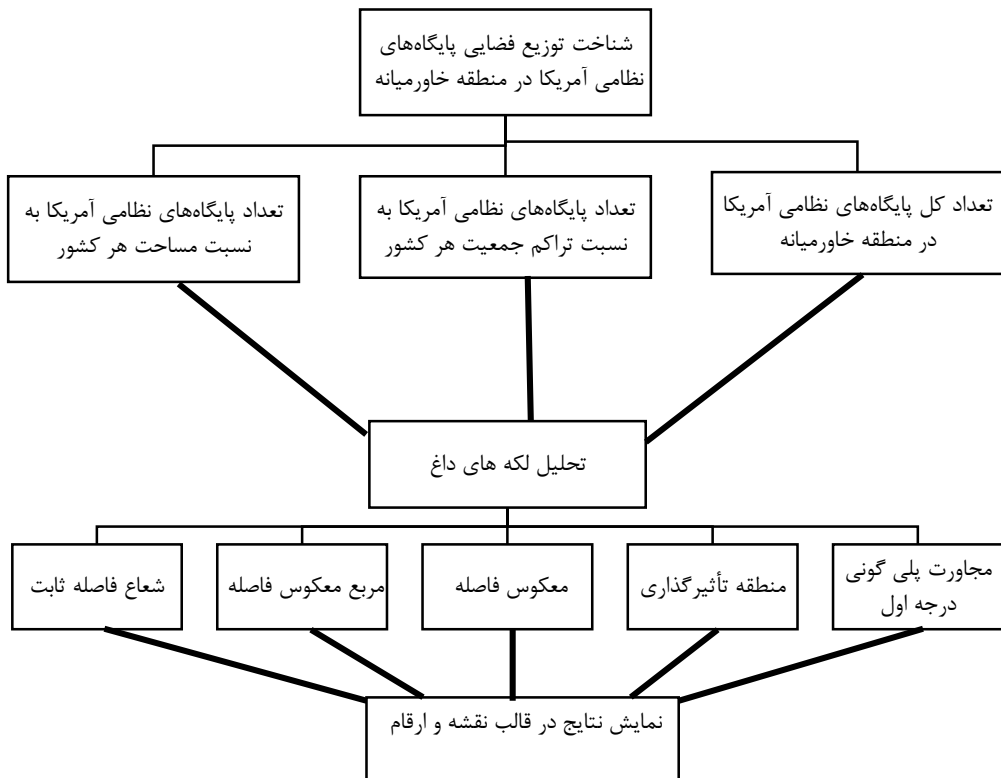 شناخت توزیع فضایی پایگاه‌های
نظامی آمریکا در منطقه خاورمیانه
تعداد کل پایگاه‌های نظامی آمریکا
در منطقه خاورمیانه
تعداد پایگاه‌های نظامی آمریکا به
نسبت تراکم جمعیت هر کشور
تعداد پایگاه‌های نظامی آمریکا به
نسبت مساحت هر کشور
تحلیل لکه های داغ
مجاورت پلی گونی
درجه اول
منطقه تأثیرگذاری
معکوس فاصله
مربع معکوس فاصله
شعاع فاصله ثابت
نمایش نتایج در قالب نقشه و ارقام